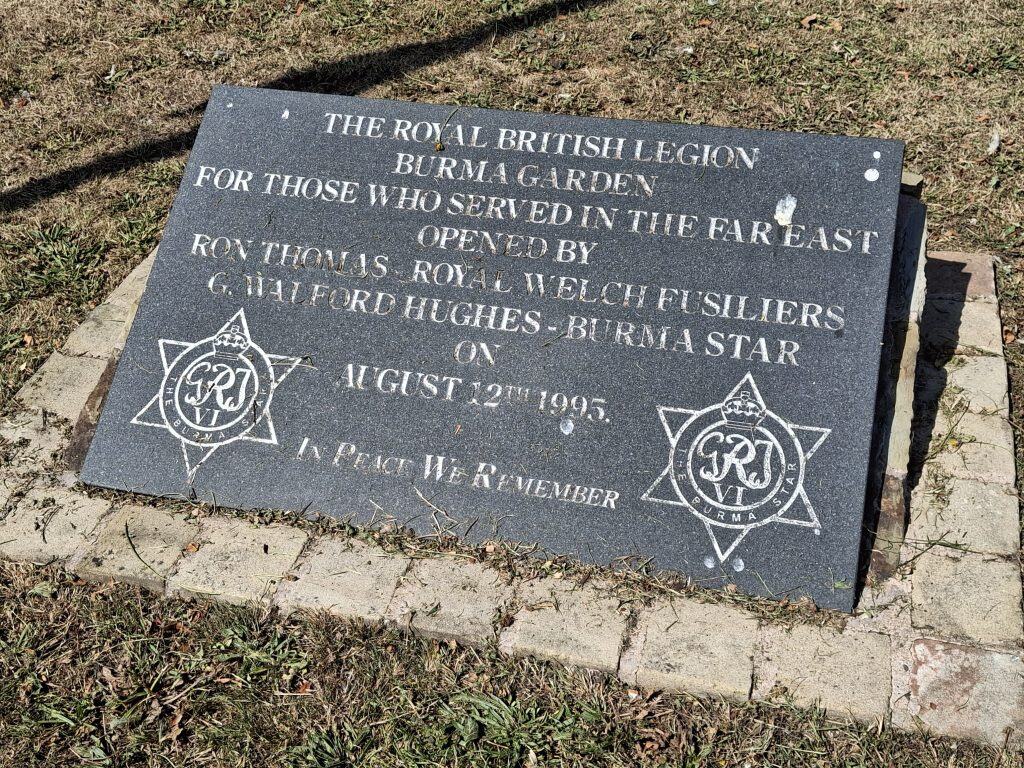 THE ROYAL BRITISH LEGION
BURMA GARDEN
FOR THOSE WHO SERVED IN THE FAR EAST
OPENED BY
RON THOMAS - ROYAL WELCH FUSILIERS
G. WALFORD HUGHES - BURMA STAR
ON
AUGUST 12TH 1995.
IN PEACE WE REMEMBER
GRI
VI
THE BURMA STAR
GRI
VI
THE BURMA STAR